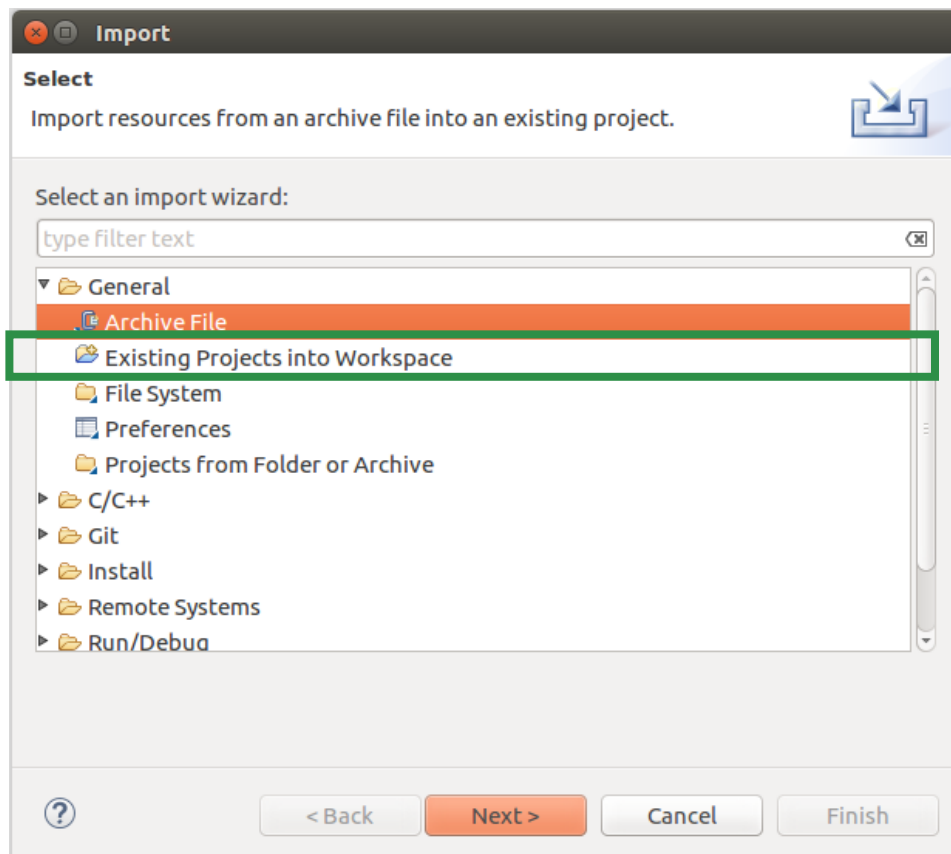 Import
Select
Import resources from an archive file into an existing project.
Select an import wizard:
type filter text
General
Archive File
Existing Projects into Workspace
File System
Preferences
Projects from Folder or Archive
C/C++
Git
Install
Remote Systems
Run/Debug
?
< Back Next > Cancel Finish